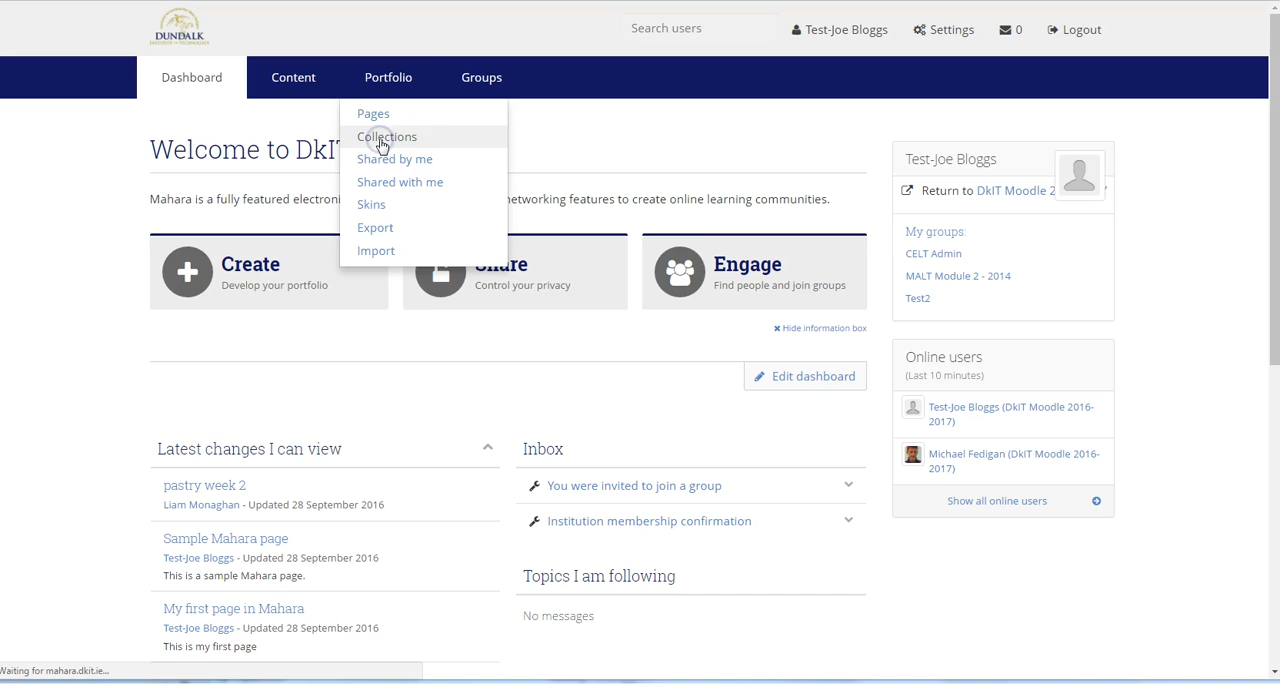 DUNDALK
INSTITUTE OF TECHNOLOGY
Search users
Test-Joe Bloggs
Settings
0
Logout
Dashboard
Content
Portfolio
Groups
Pages
Collections
Shared by me
Shared with me
Skins
Export
Import
Welcome to DkIT
Mahara is a fully featured electroni
networking features to create online learning communities.
Create
Develop your portfolio
Share
Control your privacy
Engage
Find people and join groups
Hide information box
Edit dashboard
Latest changes I can view
pastry week 2
Liam Monaghan - Updated 28 September 2016
Sample Mahara page
Test-Joe Bloggs - Updated 28 September 2016
This is a sample Mahara page.
My first page in Mahara
Test-Joe Bloggs - Updated 28 September 2016
This is my first page
Inbox
You were invited to join a group
Institution membership confirmation
Topics I am following
No messages
Test-Joe Bloggs
Return to DkIT Moodle 2
My groups:
CELT Admin
MALT Module 2 - 2014
Test2
Online users
(Last 10 minutes)
Test-Joe Bloggs (DkIT Moodle 2016-
2017)
Michael Fedigan (DkIT Moodle 2016-
2017)
Show all online users
Waiting for mahara.dkit.ie...